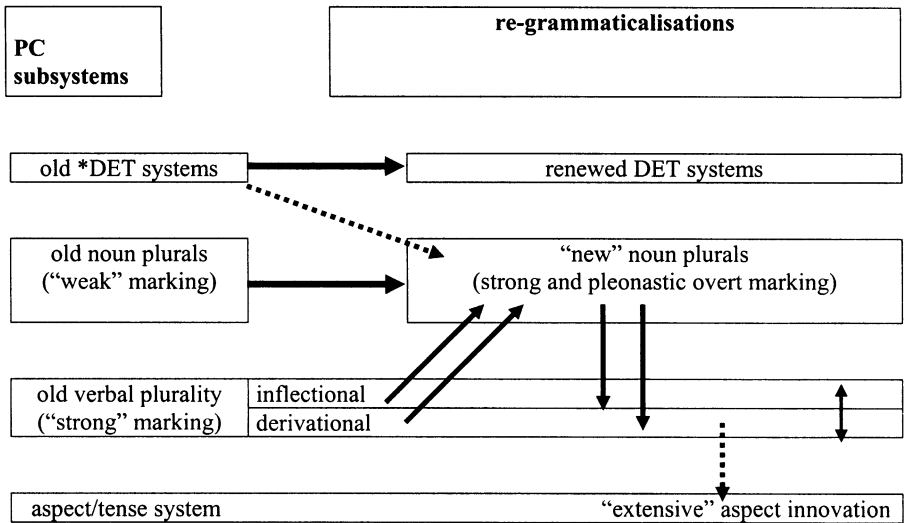 PC
subsystems
re-grammaticalisations
old *DET systems
renewed DET systems
old noun plurals
(“weak” marking)
“new” noun plurals
(strong and pleonastic overt marking)
old verbal plurality
(“strong” marking)
inflectional
derivational
aspect/tense system
“extensive” aspect innovation